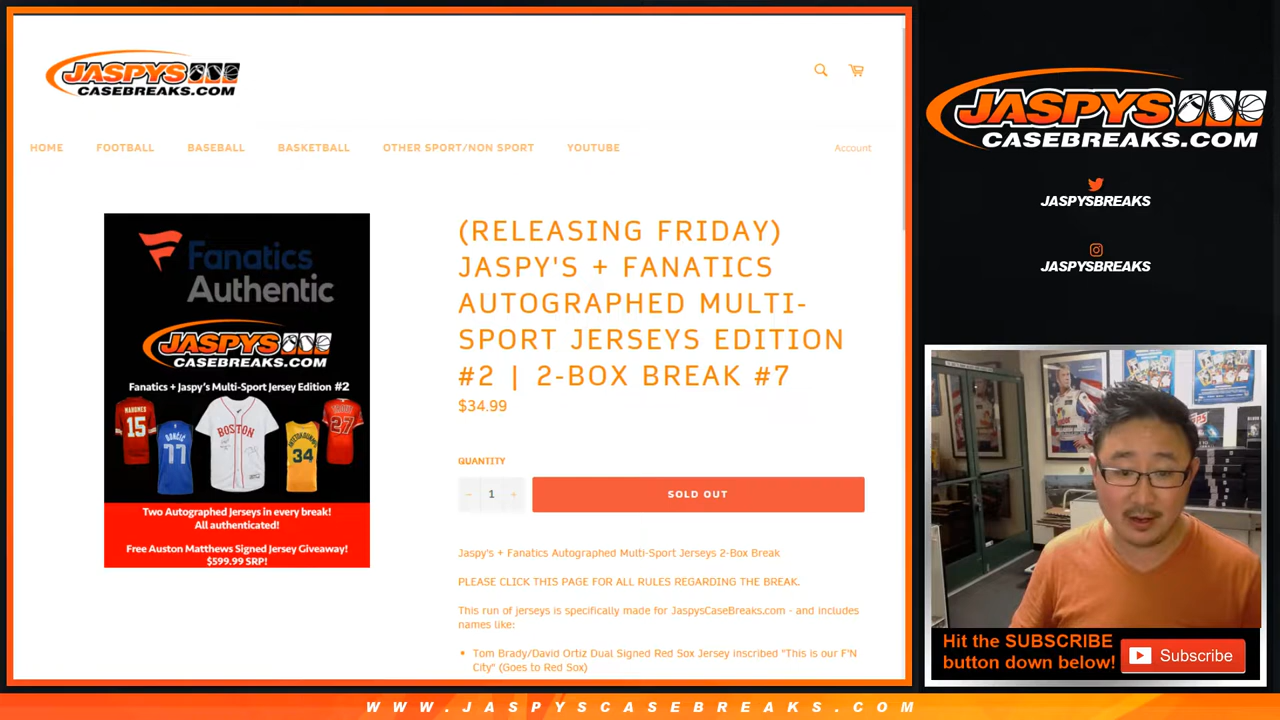 JASPYS
CASEBREAKS.COM
HOME FOOTBALL BASEBALL BASKETBALL OTHER SPORT/NON SPORT YOUTUBE Account
Fanatics
Authentic
JASPYS
CASEBREAKS.COM
Fanatics + Jaspy's Multi-Sport Jersey Edition #2
MAHOMES
15
DONČIĆ
77
BOSTON
34
TROUT
27
Two Autographed Jerseys in every break!
All authenticated!
Free Auston Matthews Signed Jersey Giveaway!
$599.99 SRP!
(RELEASING FRIDAY)
JASPY'S + FANATICS
AUTOGRAPHED MULTI-
SPORT JERSEYS EDITION
#2 | 2-BOX BREAK #7
$34.99
QUANTITY
− 1 +
SOLD OUT
Jaspy's + Fanatics Autographed Multi-Sport Jerseys 2-Box Break
PLEASE CLICK THIS PAGE FOR ALL RULES REGARDING THE BREAK.
This run of jerseys is specifically made for JaspysCaseBreaks.com - and includes
names like:
• Tom Brady/David Ortiz Dual Signed Red Sox Jersey inscribed "This is our F'N
City" (Goes to Red Sox)
JASPYS
CASEBREAKS.COM
JASPYSBREAKS
JASPYSBREAKS
Hit the SUBSCRIBE
button down below!
Subscribe
WWW.JASPYSCASEBREAKS.COM